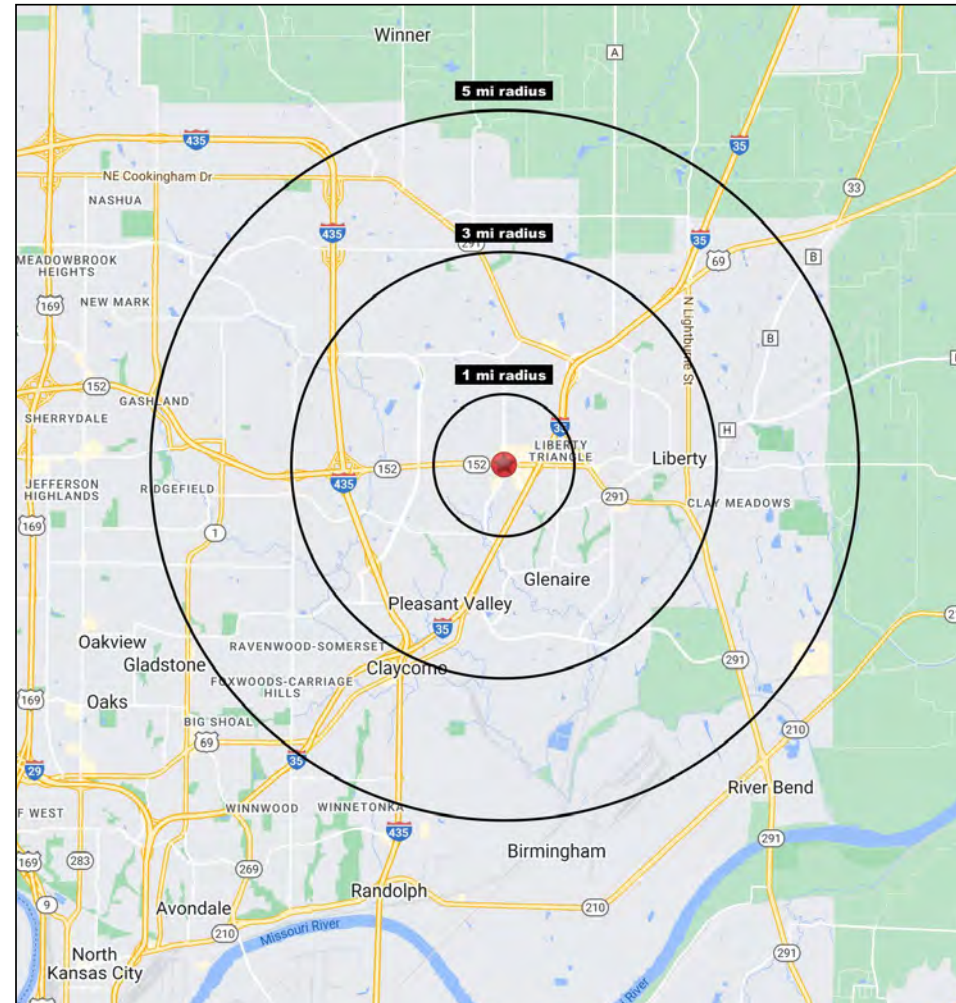 Winner
A
5 mi radius
435
35
NE Cookingham Dr
NASHUA
33
435
3 mi radius
291
35
B
MEADOWBROOK
HEIGHTS
69
NEW MARK
169
N Lightburne St
B
1 mi radius
152
GASHLAND
SHERRYDALE
35
H
LIBERTY
TRIANGLE
Liberty
152
152
JEFFERSON
HIGHLANDS
RIDGEFIELD
435
291
CLAY MEADOWS
169
1
Glenaire
Pleasant Valley
35
Oakview
RAVENWOOD-SOMERSET
Gladstone
Claycomo
291
FOXWOODS-CARRIAGE
HILLS
169
Oaks
BIG SHOAL
69
210
35
29
River Bend
F WEST
WINNWOOD
WINNETONKA
435
291
Birmingham
169
283
269
Randolph
9
Avondale
210
210
Missouri River
North
Kansas City
291
River